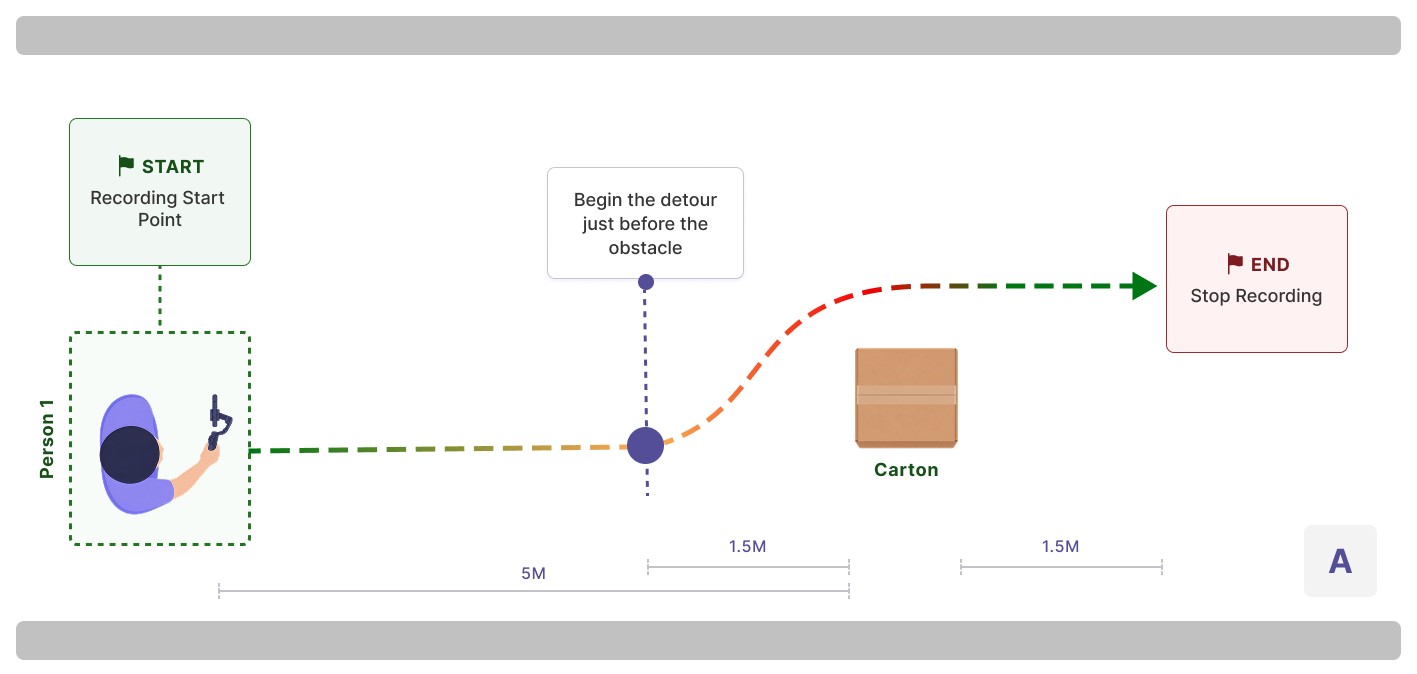 START
Recording Start
Point
Begin the detour
just before the
obstacle
END
Stop Recording
Person 1
Carton
1.5M
1.5M
5M
A